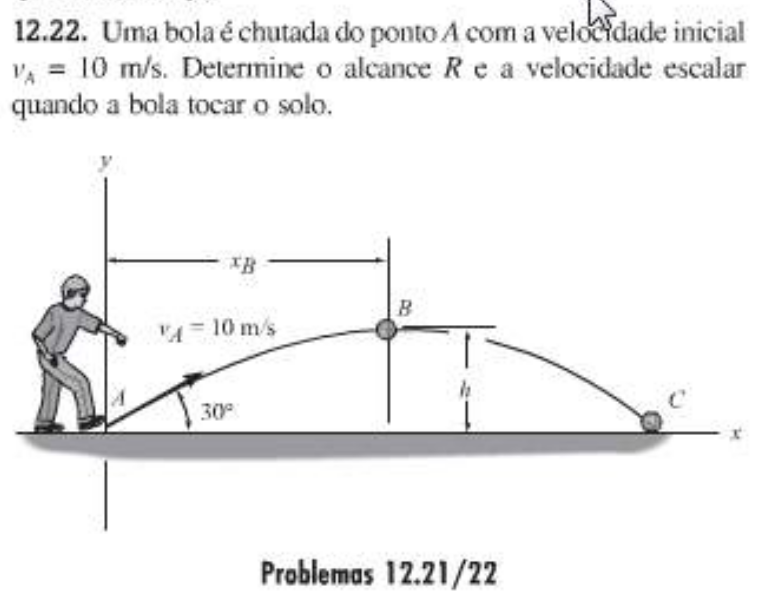 12.22. Uma bola é chutada do ponto A com a velocidade inicial
v_A = 10 m/s. Determine o alcance R e a velocidade escalar
quando a bola tocar o solo.
y
x_B
B
v_A = 10 m/s
h
A
30°
C
x
Problemas 12.21/22